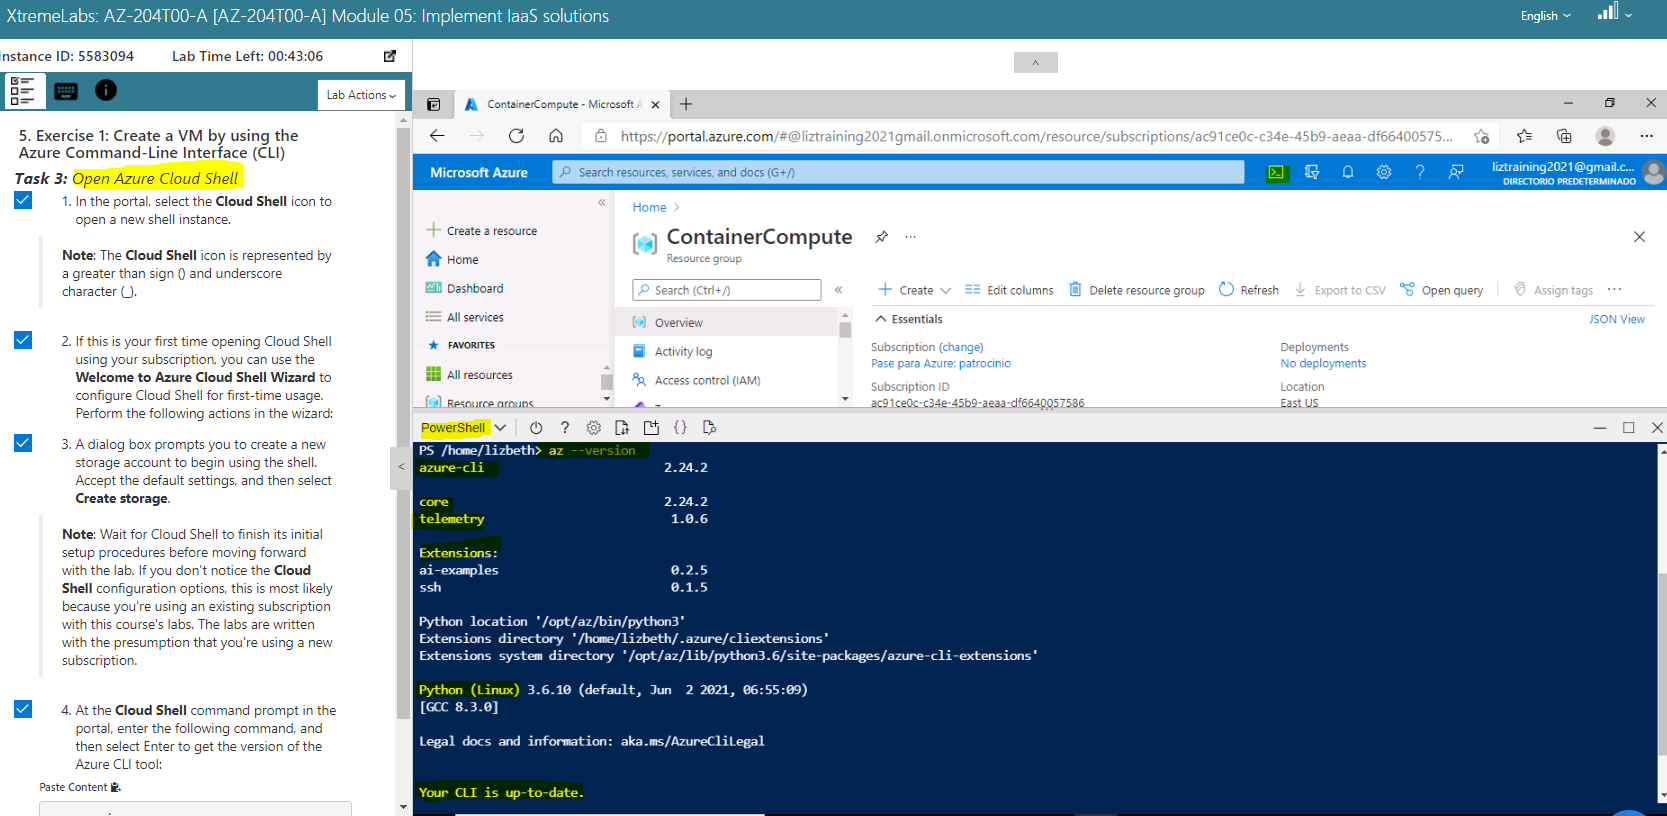 XtremeLabs: AZ-204T00-A [AZ-204T00-A] Module 05: Implement IaaS solutions
English
nstance ID: 5583094
Lab Time Left: 00:43:06
Lab Actions
5. Exercise 1: Create a VM by using the
Azure Command-Line Interface (CLI)
Task 3: Open Azure Cloud Shell
1. In the portal, select the Cloud Shell icon to
open a new shell instance.
Note: The Cloud Shell icon is represented by
a greater than sign () and underscore
character (_).
2. If this is your first time opening Cloud Shell
using your subscription, you can use the
Welcome to Azure Cloud Shell Wizard to
configure Cloud Shell for first-time usage.
Perform the following actions in the wizard:
3. A dialog box prompts you to create a new
storage account to begin using the shell.
Accept the default settings, and then select
Create storage.
Note: Wait for Cloud Shell to finish its initial
setup procedures before moving forward
with the lab. If you don't notice the Cloud
Shell configuration options, this is most likely
because you're using an existing subscription
with this course's labs. The labs are written
with the presumption that you're using a new
subscription.
4. At the Cloud Shell command prompt in the
portal, enter the following command, and
then select Enter to get the version of the
Azure CLI tool:
Paste Content
ContainerCompute - Microsoft A
https://portal.azure.com/#@liztraining2021gmail.onmicrosoft.com/resource/subscriptions/ac91ce0c-c34e-45b9-aeaa-df66400575...
Microsoft Azure
Search resources, services, and docs (G+/)
liztraining2021@gmail.c...
DIRECTORIO PREDETERMINADO
Create a resource
Home
Dashboard
All services
FAVORITES
All resources
Resource groups
Home >
ContainerCompute
Resource group
Search (Ctrl+/)
Overview
Activity log
Access control (IAM)
Create
Edit columns
Delete resource group
Refresh
Export to CSV
Open query
Assign tags
Essentials
JSON View
Subscription (change)
Pase para Azure: patrocinio
Subscription ID
ac91ce0c-c34e-45b9-aeaa-df6640057586
Deployments
No deployments
Location
East US
PowerShell
PS /home/lizbeth> az --version
azure-cli 2.24.2
core 2.24.2
telemetry 1.0.6
Extensions:
ai-examples 0.2.5
ssh 0.1.5
Python location '/opt/az/bin/python3'
Extensions directory '/home/lizbeth/.azure/cliextensions'
Extensions system directory '/opt/az/lib/python3.6/site-packages/azure-cli-extensions'
Python (Linux) 3.6.10 (default, Jun 2 2021, 06:55:09)
[GCC 8.3.0]
Legal docs and information: aka.ms/AzureCliLegal
Your CLI is up-to-date.